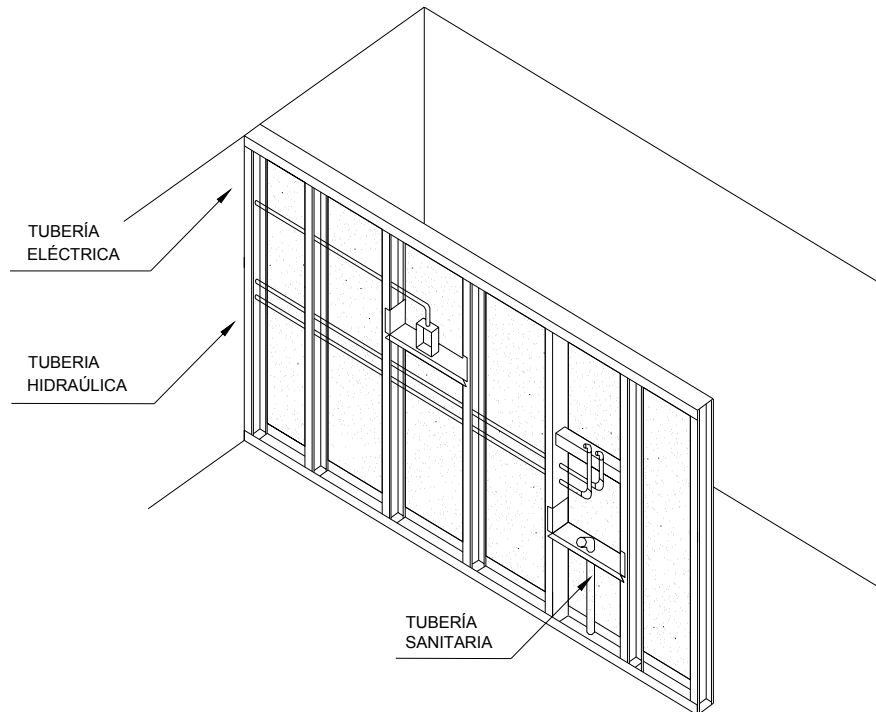 TUBERÍA
ELÉCTRICA
TUBERIA
HIDRAÚLICA
TUBERÍA
SANITARIA